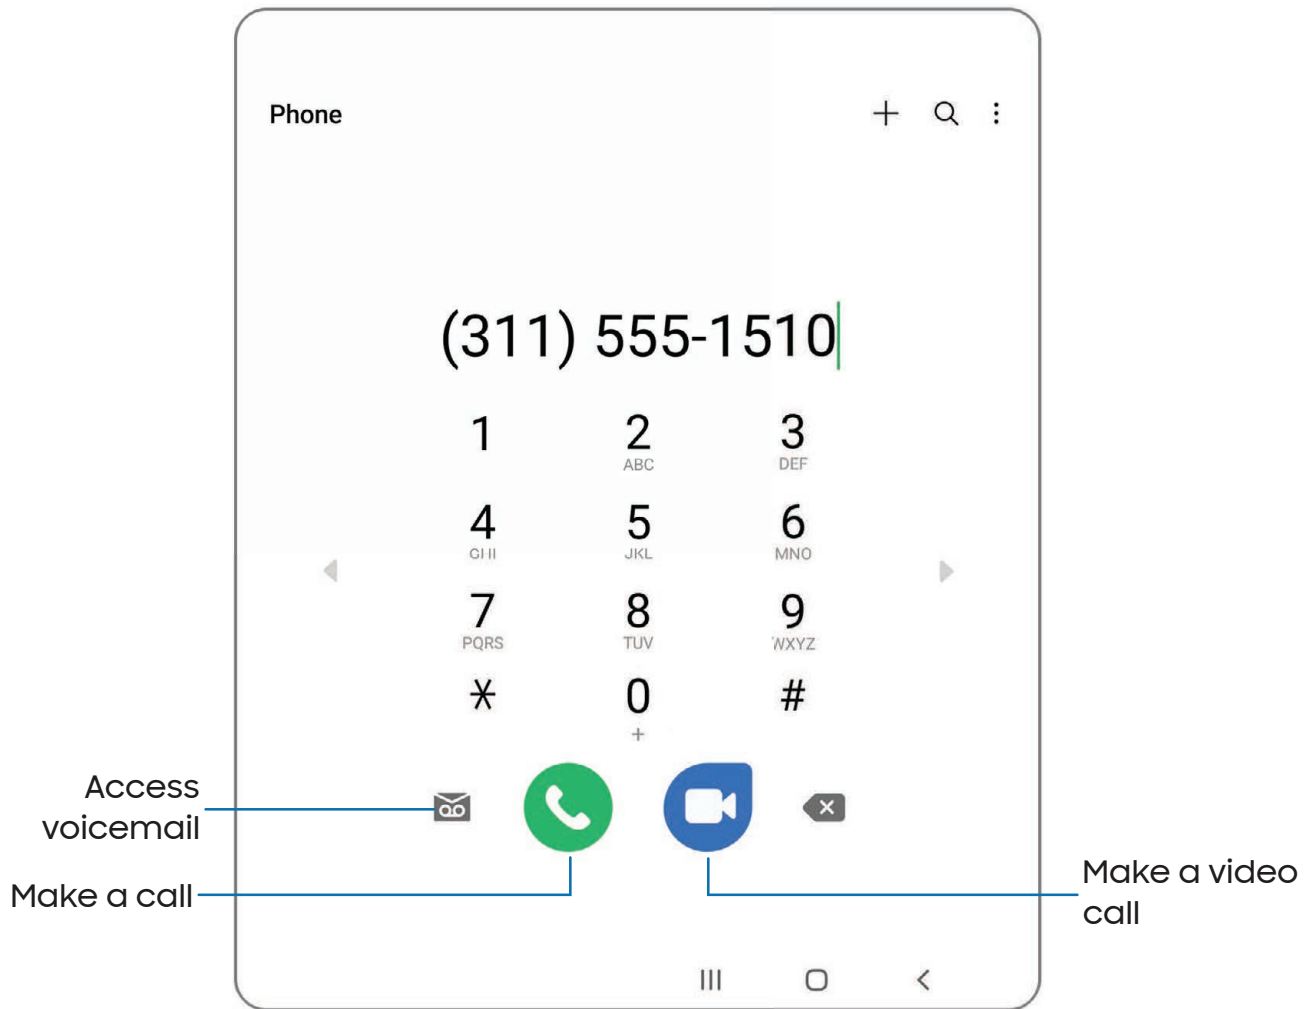 Phone
(311) 555-1510
1 2 3
ABC DEF
4 5 6
GHI JKL MNO
7 8 9
PQRS TUV WXYZ
* 0 #
+
Access
voicemail
Make a call
Make a video
call